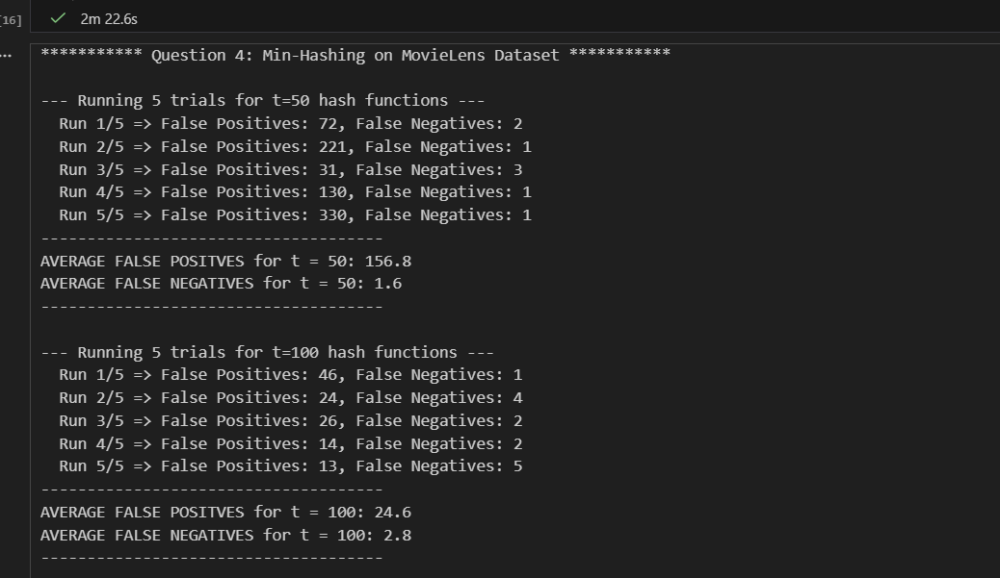 [16]
✓ 2m 22.6s
...
*********** Question 4: Min-Hashing on MovieLens Dataset ***********
--- Running 5 trials for t=50 hash functions ---
Run 1/5 => False Positives: 72, False Negatives: 2
Run 2/5 => False Positives: 221, False Negatives: 1
Run 3/5 => False Positives: 31, False Negatives: 3
Run 4/5 => False Positives: 130, False Negatives: 1
Run 5/5 => False Positives: 330, False Negatives: 1
-------------------------------------
AVERAGE FALSE POSITVES for t = 50: 156.8
AVERAGE FALSE NEGATIVES for t = 50: 1.6
-------------------------------------
--- Running 5 trials for t=100 hash functions ---
Run 1/5 => False Positives: 46, False Negatives: 1
Run 2/5 => False Positives: 24, False Negatives: 4
Run 3/5 => False Positives: 26, False Negatives: 2
Run 4/5 => False Positives: 14, False Negatives: 2
Run 5/5 => False Positives: 13, False Negatives: 5
-------------------------------------
AVERAGE FALSE POSITVES for t = 100: 24.6
AVERAGE FALSE NEGATIVES for t = 100: 2.8
-------------------------------------